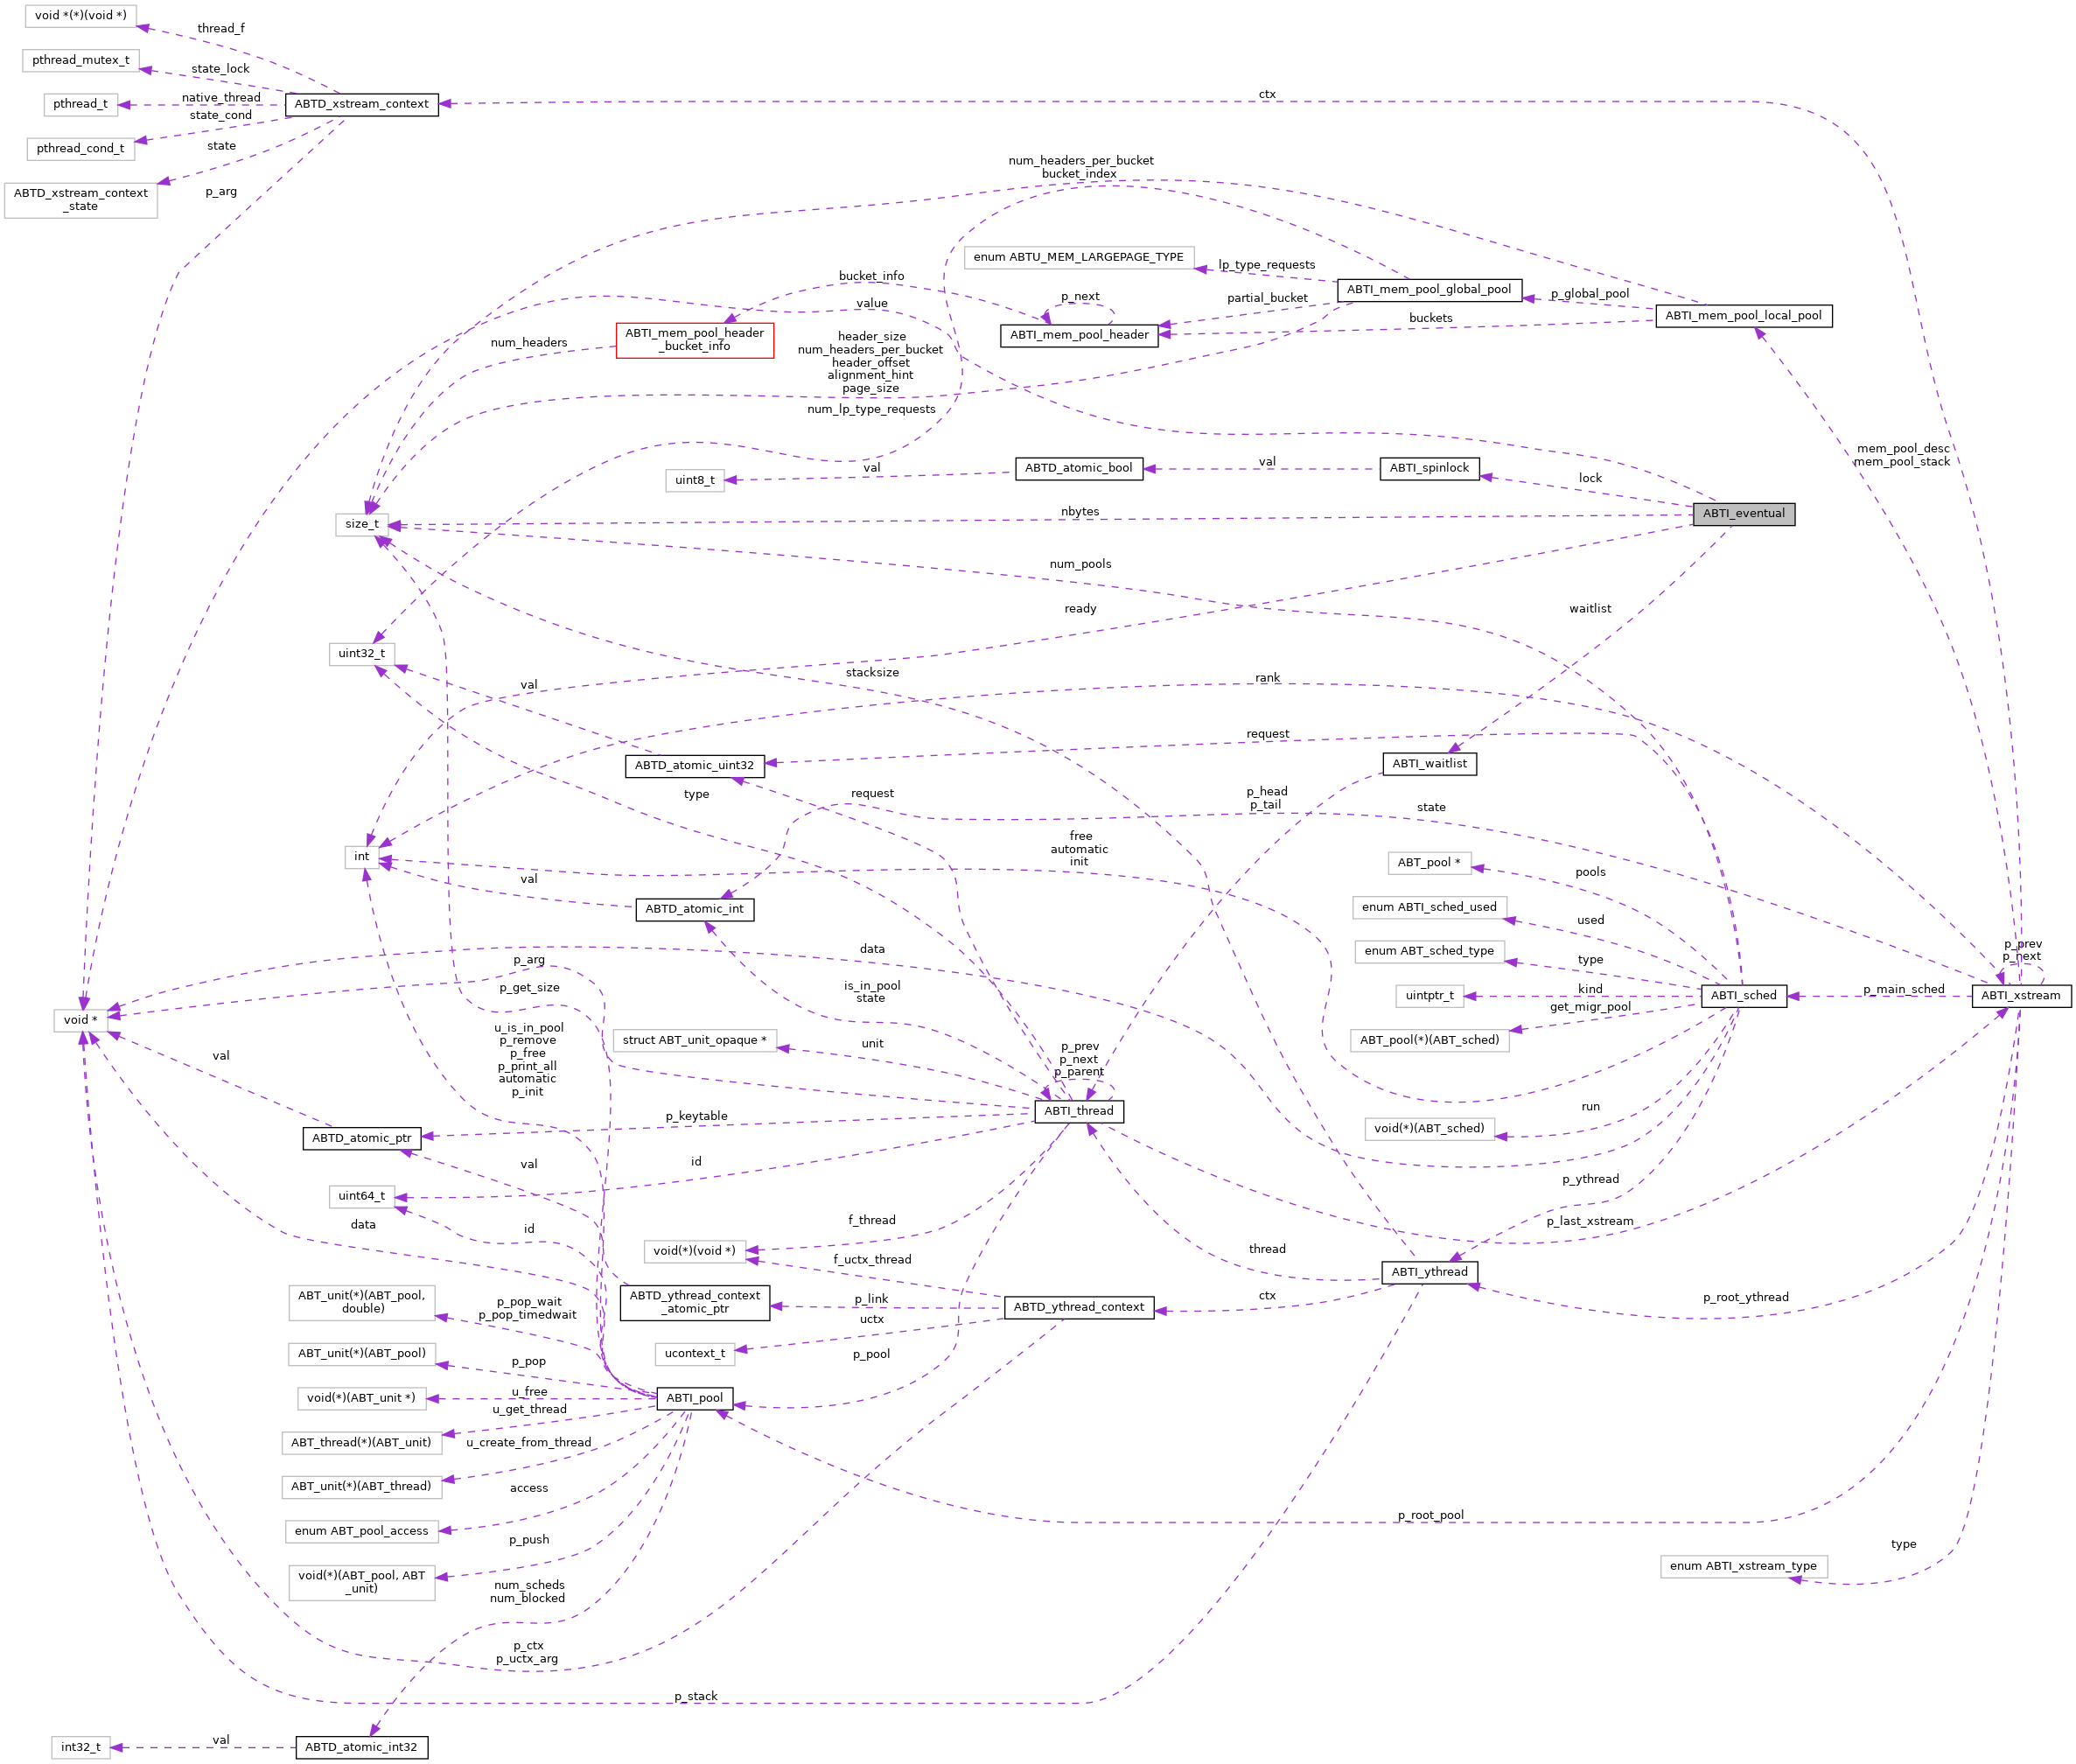 void *(*)(void *)
thread_f
pthread_mutex_t
state_lock
native_thread
pthread_t
ABTD_xstream_context
ctx
state_cond
pthread_cond_t
state
ABTD_xstream_context
_state
p_arg
num_headers_per_bucket
bucket_index
enum ABTU_MEM_LARGEPAGE_TYPE
lp_type_requests
bucket_info
ABTI_mem_pool_global_pool
p_global_pool
p_next
partial_bucket
value
ABTI_mem_pool_local_pool
buckets
ABTI_mem_pool_header
_bucket_info
ABTI_mem_pool_header
num_headers
header_size
num_headers_per_bucket
header_offset
alignment_hint
page_size
num_lp_type_requests
mem_pool_desc
mem_pool_stack
uint8_t
val
ABTD_atomic_bool
val
ABTI_spinlock
lock
size_t
nbytes
ABTI_eventual
num_pools
ready
waitlist
uint32_t
stacksize
val
rank
request
ABTD_atomic_uint32
ABTI_waitlist
type
request
p_head
p_tail
state
free
automatic
init
int
ABT_pool *
pools
val
ABTD_atomic_int
enum ABTI_sched_used
used
data
enum ABT_sched_type
type
p_prev
p_next
p_arg
p_get_size
is_in_pool
state
uintptr_t
kind
ABTI_sched
p_main_sched
ABTI_xstream
get_migr_pool
void *
u_is_in_pool
p_remove
p_free
p_print_all
automatic
p_init
struct ABT_unit_opaque *
unit
p_prev
p_next
p_parent
ABT_pool(*)(ABT_sched)
val
run
p_keytable
ABTI_thread
void(*)(ABT_sched)
ABTD_atomic_ptr
val
id
p_ythread
uint64_t
data
id
f_thread
p_last_xstream
void(*)(void *)
f_uctx_thread
thread
ABTI_ythread
ABT_unit(*)(ABT_pool,
double)
p_pop_wait
p_pop_timedwait
ABTD_ythread_context
_atomic_ptr
p_link
ABTD_ythread_context
ctx
p_root_ythread
uctx
ABT_unit(*)(ABT_pool)
p_pop
ucontext_t
p_pool
void(*)(ABT_unit *)
u_free
ABTI_pool
u_get_thread
ABT_thread(*)(ABT_unit)
u_create_from_thread
ABT_unit(*)(ABT_thread)
access
enum ABT_pool_access
p_root_pool
p_push
type
void(*)(ABT_pool, ABT
_unit)
enum ABTI_xstream_type
num_scheds
num_blocked
p_ctx
p_uctx_arg
p_stack
int32_t
val
ABTD_atomic_int32